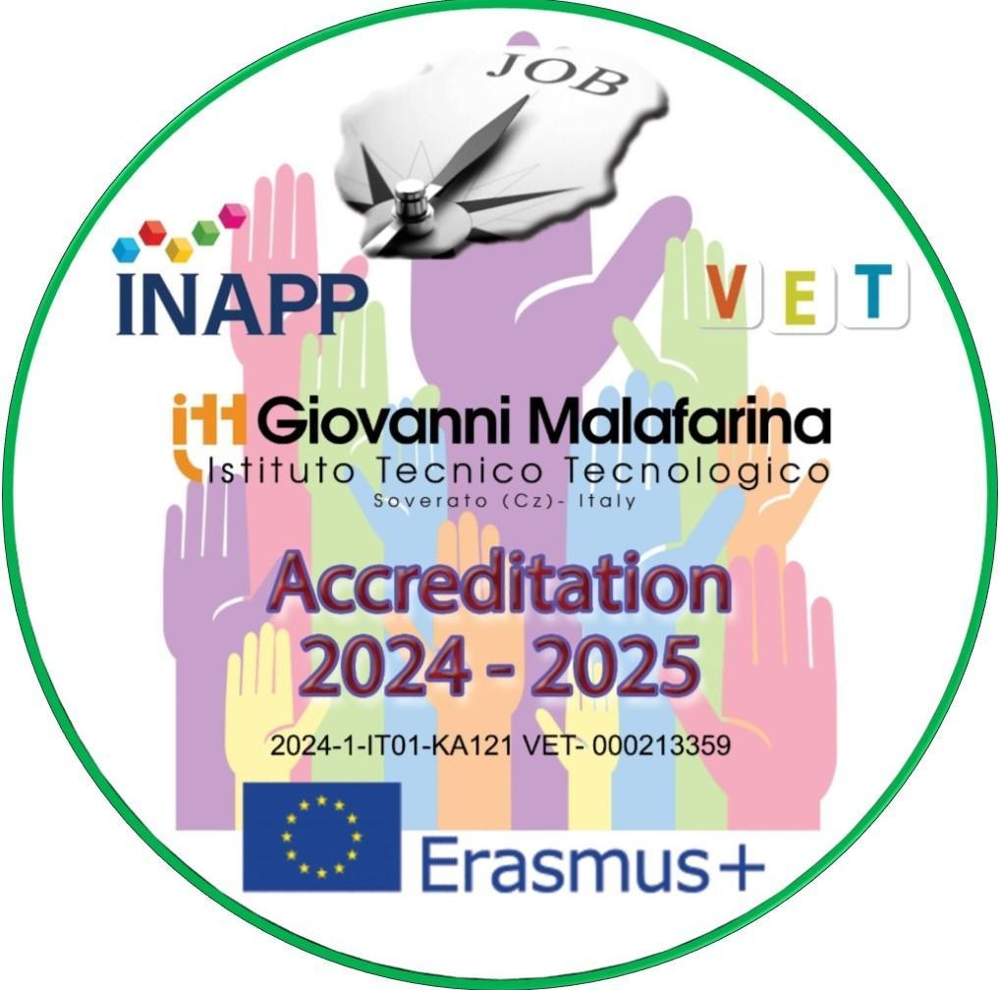 JOB
INAPP
VET
itt Giovanni Malafarina
Istituto Tecnico Tecnologico
Soverato (Cz)- Italy
Accreditation
2024 - 2025
2024-1-IT01-KA121 VET- 000213359
Erasmus+